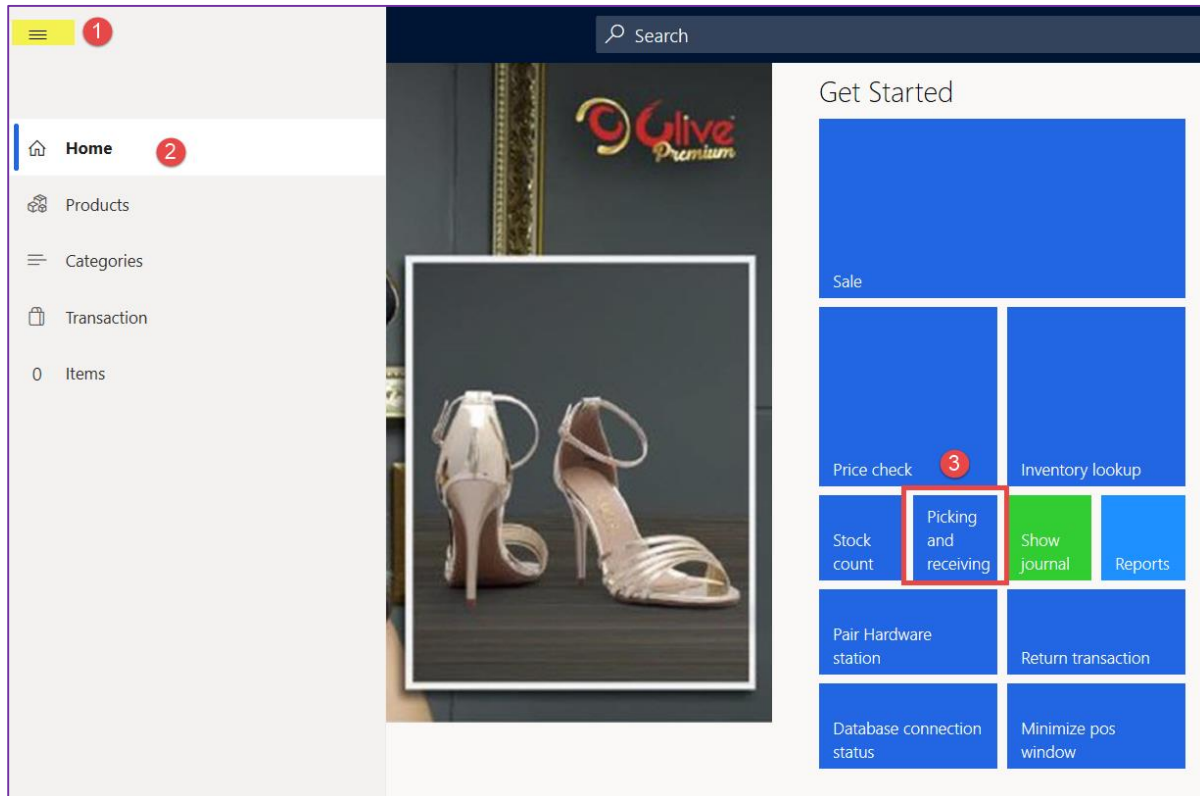 1
Search
Get Started
Home
2
Products
Categories
Transaction
0 Items
Olive
Premium
Sale
Price check
3
Inventory lookup
Stock
count
Picking
and
receiving
Show
journal
Reports
Pair Hardware
station
Return transaction
Database connection
status
Minimize pos
window